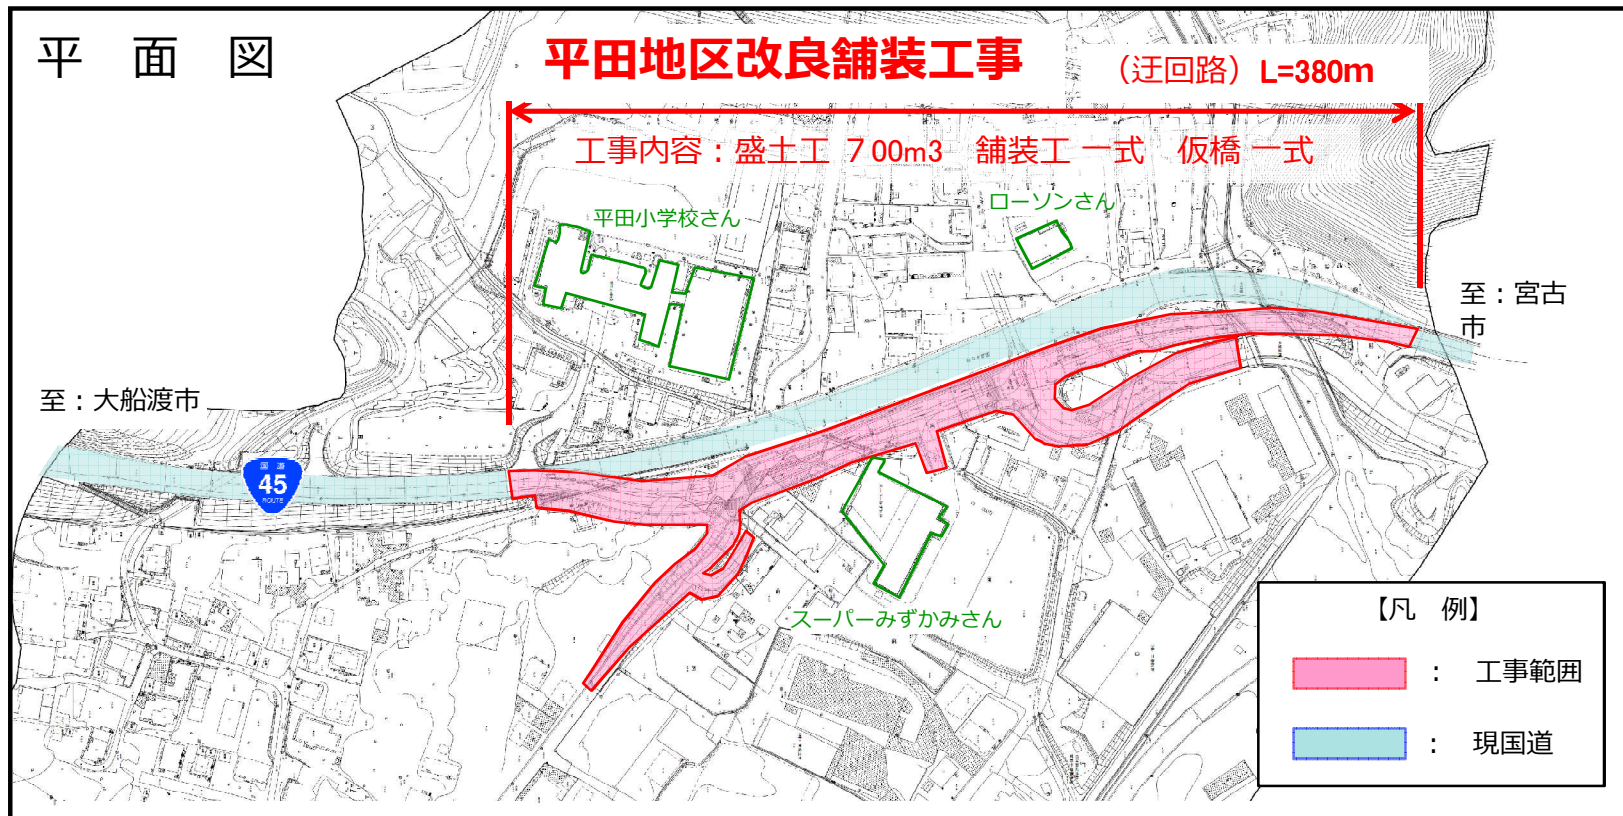 平 面 図
平田地区改良舗装工事
（迂回路）L=380m
工事内容：盛土工 ７00m3 舗装工 一式 仮橋 一式
平田小学校さん
ローソンさん
至：宮古
市
至：大船渡市
国道
45
ROUTE
スーパーみずかみさん
【凡 例】
： 工事範囲
： 現国道